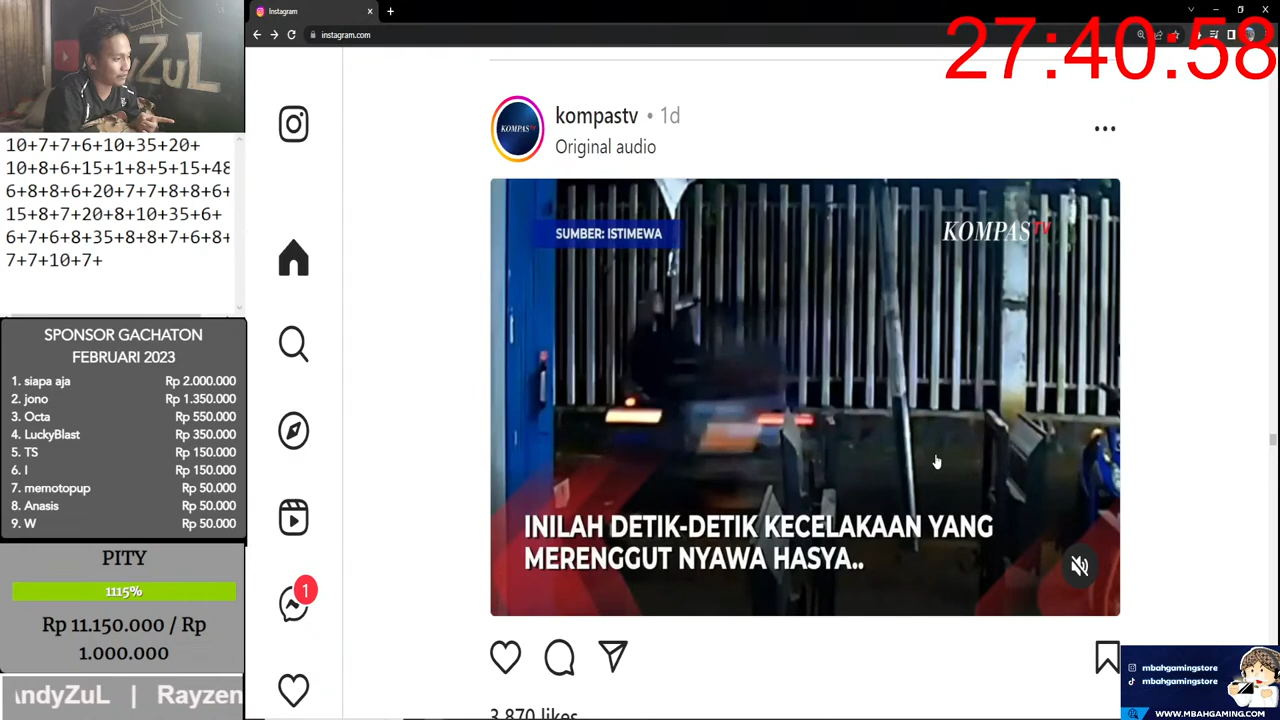 Instagram
27:40:58
instagram.com
ZUL
10+7+7+6+10+35+20+
10+8+6+15+1+8+5+15+48
6+8+8+6+20+7+7+8+8+6+
15+8+7+20+8+10+35+6+
6+7+6+8+35+8+8+7+6+8+
7+7+10+7+
SPONSOR GACHATON
FEBRUARI 2023
1. siapa aja Rp 2.000.000
2. jono Rp 1.350.000
3. Octa Rp 550.000
4. LuckyBlast Rp 350.000
5. TS Rp 150.000
6. I Rp 150.000
7. memotopup Rp 50.000
8. Anasis Rp 50.000
9. W Rp 50.000
PITY
1115%
Rp 11.150.000 / Rp
1.000.000
AndyZuL | Rayzen
1
kompastv • 1d
Original audio
KOMPAS TV
SUMBER: ISTIMEWA
KOMPASTV
INILAH DETIK-DETIK KECELAKAAN YANG
MERENGGUT NYAWA HASYA..
3,870 likes
mbahgamingstore
mbahgamingstore
WWW.MBAHGAMING.COM